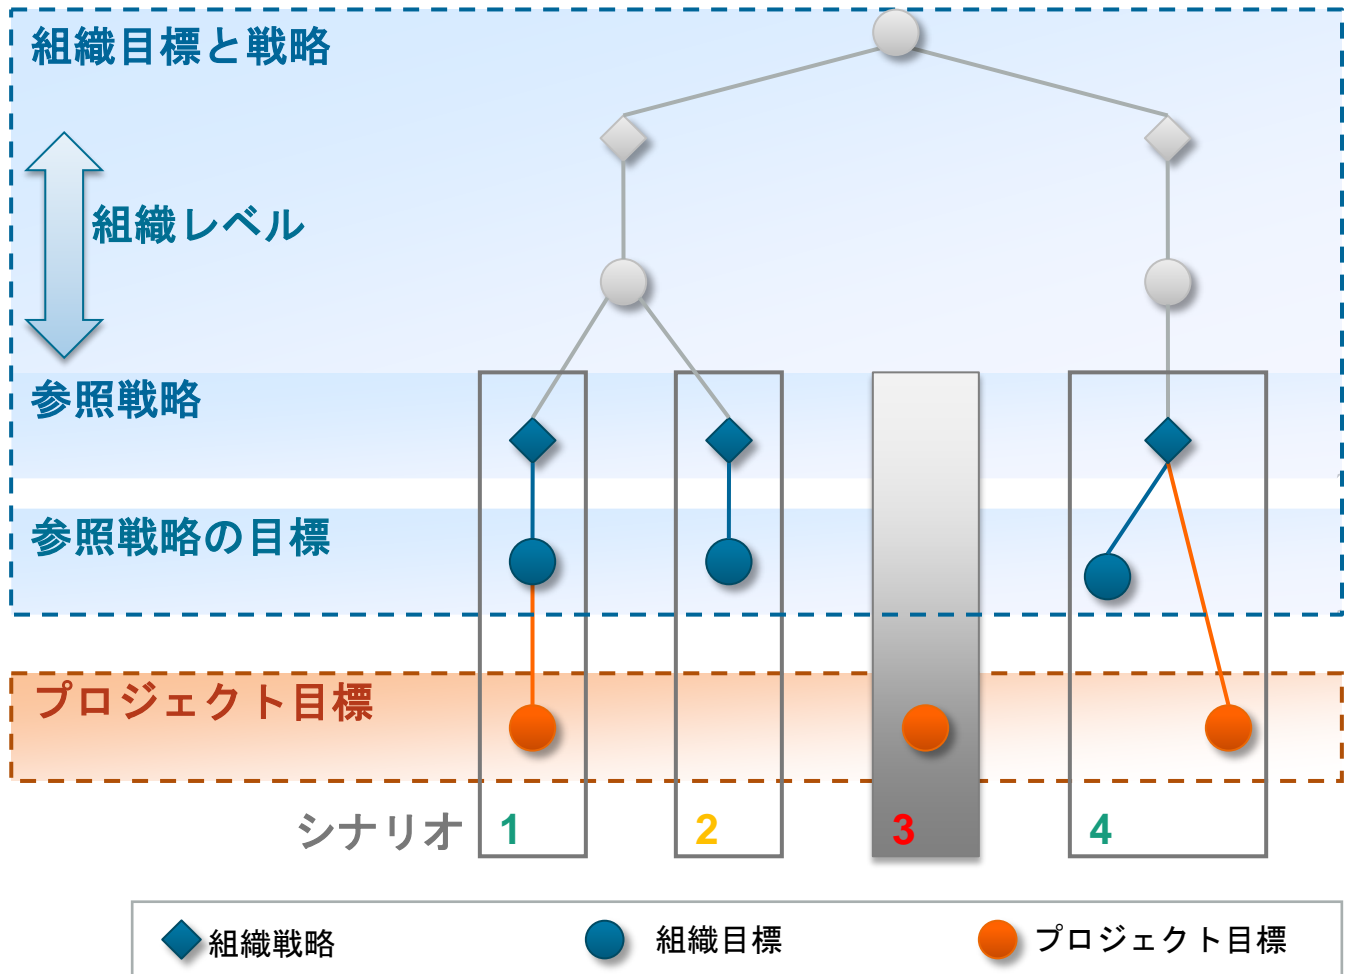 組織目標と戦略
組織レベル
参照戦略
参照戦略の目標
プロジェクト目標
シナリオ 1 2 3 4
組織戦略 組織目標 プロジェクト目標